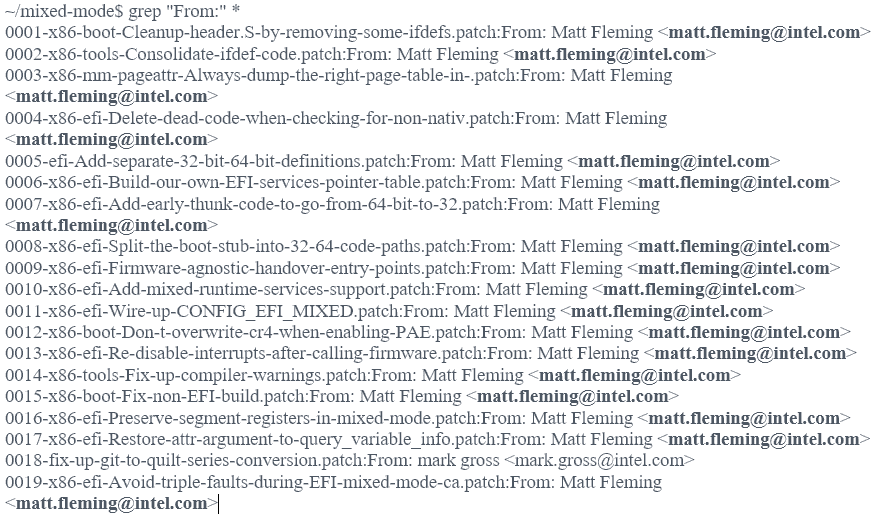 ~/mixed-mode$ grep "From:" *
0001-x86-boot-Cleanup-header.S-by-removing-some-ifdefs.patch:From: Matt Fleming <matt.fleming@intel.com>
0002-x86-tools-Consolidate-ifdef-code.patch:From: Matt Fleming <matt.fleming@intel.com>
0003-x86-mm-pageattr-Always-dump-the-right-page-table-in-.patch:From: Matt Fleming
<matt.fleming@intel.com>
0004-x86-efi-Delete-dead-code-when-checking-for-non-nativ.patch:From: Matt Fleming
<matt.fleming@intel.com>
0005-efi-Add-separate-32-bit-64-bit-definitions.patch:From: Matt Fleming <matt.fleming@intel.com>
0006-x86-efi-Build-our-own-EFI-services-pointer-table.patch:From: Matt Fleming <matt.fleming@intel.com>
0007-x86-efi-Add-early-thunk-code-to-go-from-64-bit-to-32.patch:From: Matt Fleming
<matt.fleming@intel.com>
0008-x86-efi-Split-the-boot-stub-into-32-64-code-paths.patch:From: Matt Fleming <matt.fleming@intel.com>
0009-x86-efi-Firmware-agnostic-handover-entry-points.patch:From: Matt Fleming <matt.fleming@intel.com>
0010-x86-efi-Add-mixed-runtime-services-support.patch:From: Matt Fleming <matt.fleming@intel.com>
0011-x86-efi-Wire-up-CONFIG_EFI_MIXED.patch:From: Matt Fleming <matt.fleming@intel.com>
0012-x86-boot-Don-t-overwrite-cr4-when-enabling-PAE.patch:From: Matt Fleming <matt.fleming@intel.com>
0013-x86-efi-Re-disable-interrupts-after-calling-firmware.patch:From: Matt Fleming <matt.fleming@intel.com>
0014-x86-tools-Fix-up-compiler-warnings.patch:From: Matt Fleming <matt.fleming@intel.com>
0015-x86-boot-Fix-non-EFI-build.patch:From: Matt Fleming <matt.fleming@intel.com>
0016-x86-efi-Preserve-segment-registers-in-mixed-mode.patch:From: Matt Fleming <matt.fleming@intel.com>
0017-x86-efi-Restore-attr-argument-to-query_variable_info.patch:From: Matt Fleming <matt.fleming@intel.com>
0018-fix-up-git-to-quilt-series-conversion.patch:From: mark gross <mark.gross@intel.com>
0019-x86-efi-Avoid-triple-faults-during-EFI-mixed-mode-ca.patch:From: Matt Fleming
<matt.fleming@intel.com>